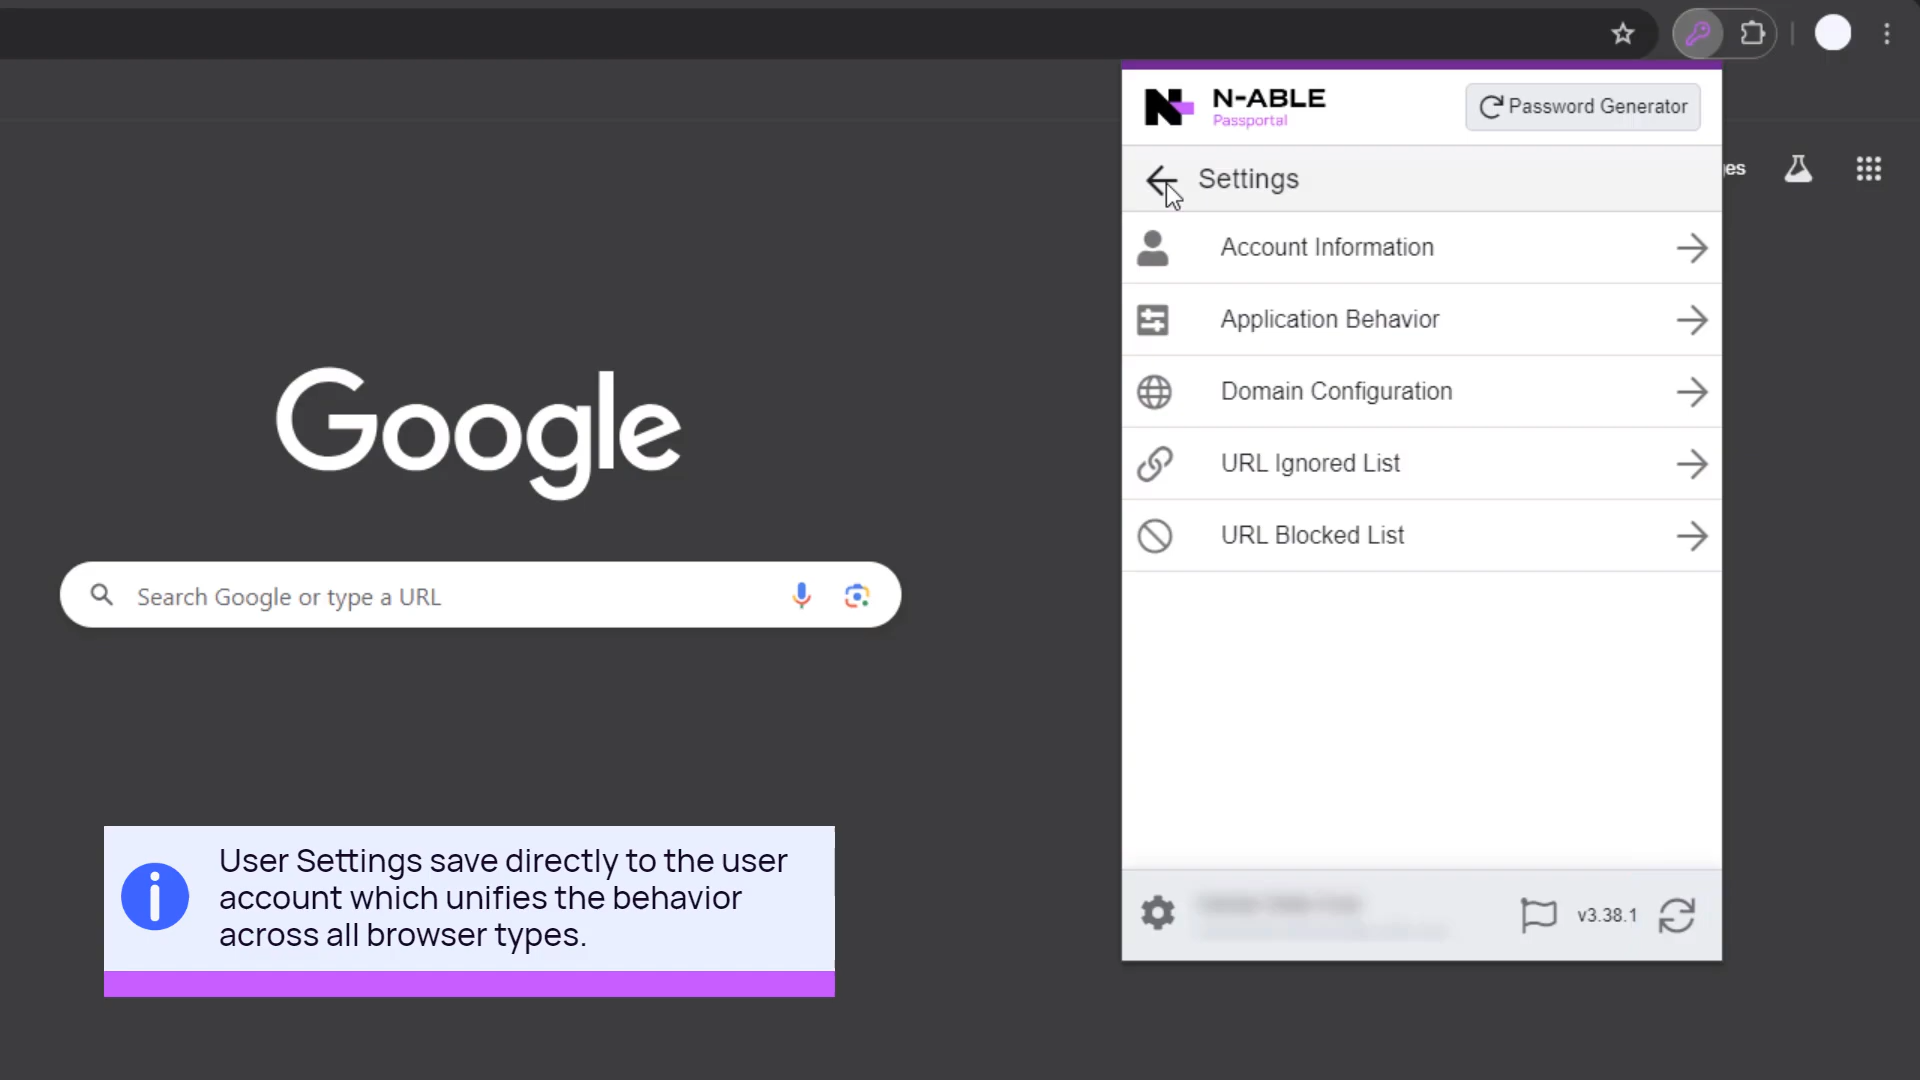 N-ABLE
Passportal
Password Generator
Settings
es
Account Information
Application Behavior
Domain Configuration
URL Ignored List
URL Blocked List
Google
Search Google or type a URL
User Settings save directly to the user
account which unifies the behavior
across all browser types.
v3.38.1